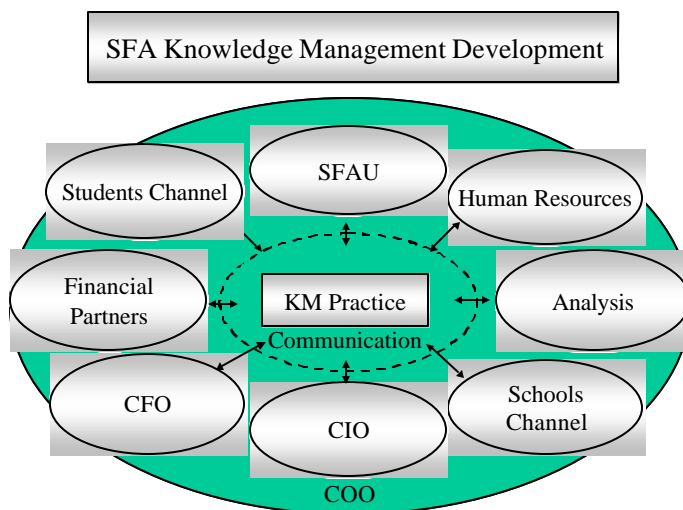 SFA Knowledge Management Development
SFAU
Students Channel
Human Resources
Financial
Partners
KM Practice
Analysis
Communication
CFO
CIO
Schools
Channel
COO